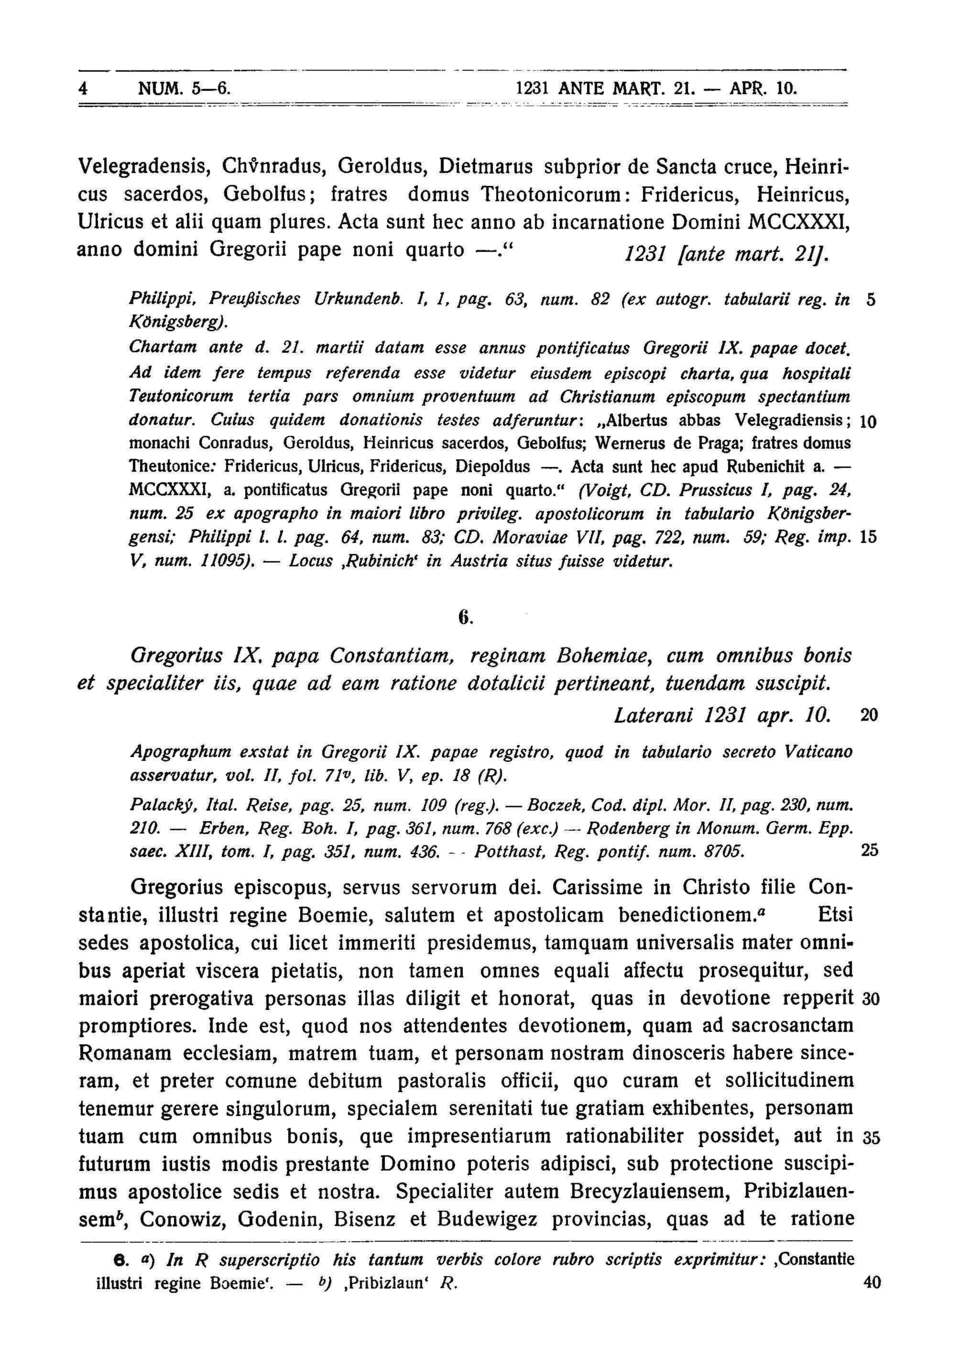 4 NUM. 5—6. 1231 ANTE MART. 21. — APR. 10.
Velegradensis, Chv̊nradus, Geroldus, Dietmarus subprior de Sancta cruce, Heinri-
cus sacerdos, Gebolfus; fratres domus Theotonicorum: Fridericus, Heinricus,
Ulricus et alii quam plures. Acta sunt hec anno ab incarnatione Domini MCCXXXI,
anno domini Gregorii pape noni quarto —.“ 1231 [ante mart. 21].
Philippi, Preußisches Urkundenb. I, 1, pag. 63, num. 82 (ex autogr. tabularii reg. in 5
Königsberg).
Chartam ante d. 21. martii datam esse annus pontificatus Gregorii IX. papae docet.
Ad idem fere tempus referenda esse videtur eiusdem episcopi charta, qua hospitali
Teutonicorum tertia pars omnium proventuum ad Christianum episcopum spectantium
donatur. Cuius quidem donationis testes adferuntur: „Albertus abbas Velegradiensis; 10
monachi Conradus, Geroldus, Heinricus sacerdos, Gebolfus; Wernerus de Praga; fratres domus
Theutonice: Fridericus, Ulricus, Fridericus, Diepoldus —. Acta sunt hec apud Rubenichit a. —
MCCXXXI, a. pontificatus Gregorii pape noni quarto.“ (Voigt, CD. Prussicus I, pag. 24,
num. 25 ex apographo in maiori libro privileg. apostolicorum in tabulario Königsber-
gensi; Philippi l. l. pag. 64, num. 83; CD. Moraviae VII, pag. 722, num. 59; Reg. imp. 15
V, num. 11095). — Locus ‚Rubinich‘ in Austria situs fuisse videtur.
6.
Gregorius IX. papa Constantiam, reginam Bohemiae, cum omnibus bonis
et specialiter iis, quae ad eam ratione dotalicii pertineant, tuendam suscipit.
Laterani 1231 apr. 10. 20
Apographum exstat in Gregorii IX. papae registro, quod in tabulario secreto Vaticano
asservatur, vol. II, fol. 71v, lib. V, ep. 18 (R).
Palacký, Ital. Reise, pag. 25, num. 109 (reg.). — Boczek, Cod. dipl. Mor. II, pag. 230, num.
210. — Erben, Reg. Boh. I, pag. 361, num. 768 (exc.) — Rodenberg in Monum. Germ. Epp.
saec. XIII, tom. I, pag. 351, num. 436. -- Potthast, Reg. pontif. num. 8705. 25
Gregorius episcopus, servus servorum dei. Carissime in Christo filie Con-
stantie, illustri regine Boemie, salutem et apostolicam benedictionem.a Etsi
sedes apostolica, cui licet immeriti presidemus, tamquam universalis mater omni-
bus aperiat viscera pietatis, non tamen omnes equali affectu prosequitur, sed
maiori prerogativa personas illas diligit et honorat, quas in devotione repperit 30
promptiores. Inde est, quod nos attendentes devotionem, quam ad sacrosanctam
Romanam ecclesiam, matrem tuam, et personam nostram dinosceris habere since-
ram, et preter comune debitum pastoralis officii, quo curam et sollicitudinem
tenemur gerere singulorum, specialem serenitati tue gratiam exhibentes, personam
tuam cum omnibus bonis, que impresentiarum rationabiliter possidet, aut in 35
futurum iustis modis prestante Domino poteris adipisci, sub protectione suscipi-
mus apostolice sedis et nostra. Specialiter autem Brecyzlauiensem, Pribizlauen-
semb, Conowiz, Godenin, Bisenz et Budewigez provincias, quas ad te ratione
6. a) In R superscriptio his tantum verbis colore rubro scriptis exprimitur: ‚Constantie
illustri regine Boemie‘. — b) ‚Pribizlaun‘ R. 40